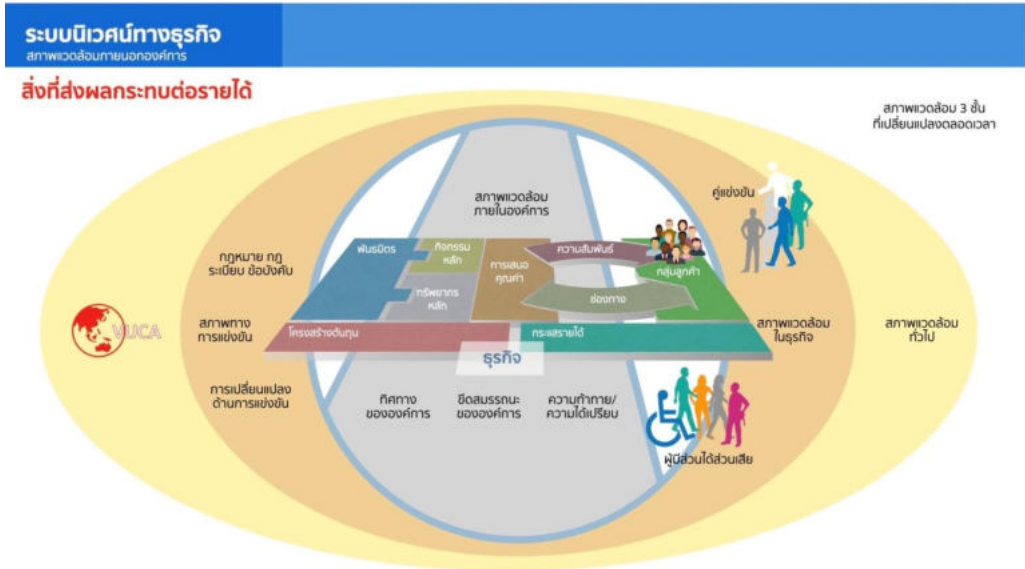 ระบบนิเวศน์ทางธุรกิจ
สภาพแวดล้อมภายนอกองค์การ
สิ่งที่ส่งผลกระทบต่อรายได้
สภาพแวดล้อม 3 ชั้น
ที่เปลี่ยนแปลงตลอดเวลา
สภาพแวดล้อม
ภายในองค์การ
คู่แข่งขัน
กฎหมาย กฎ
ระเบียบ ข้อบังคับ
พันธมิตร
กิจกรรม
หลัก
ทรัพยากร
หลัก
การเสนอ
คุณค่า
ความสัมพันธ์
กลุ่มลูกค้า
ช่องทาง
VUCA
สภาพทาง
การแข่งขัน
โครงสร้างต้นทุน
กระแสรายได้
ธุรกิจ
สภาพแวดล้อม
ในธุรกิจ
สภาพแวดล้อม
ทั่วไป
การเปลี่ยนแปลง
ด้านการแข่งขัน
ทิศทาง
ขององค์การ
ขีดสมรรถนะ
ขององค์การ
ความท้าทาย/
ความได้เปรียบ
ผู้มีส่วนได้ส่วนเสีย